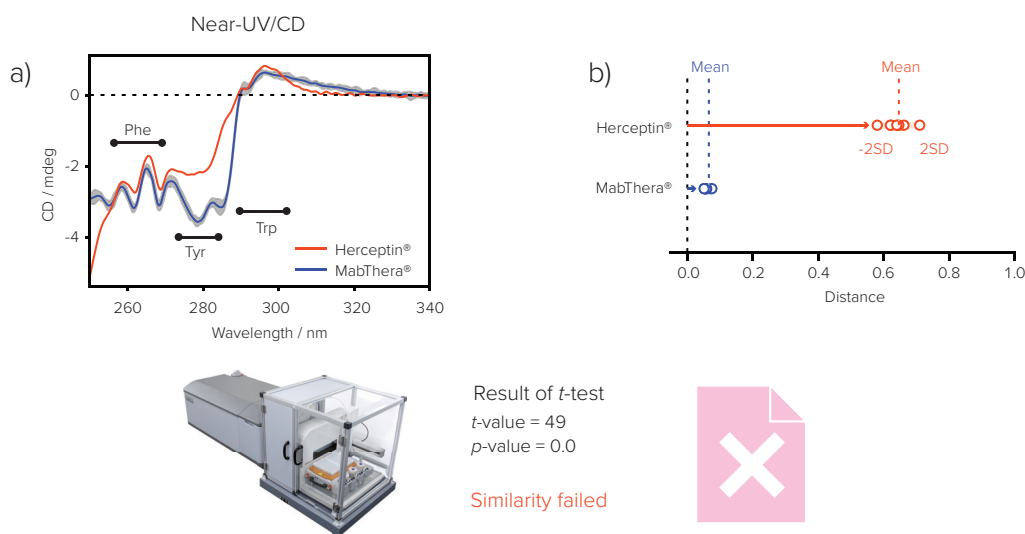 Near-UV/CD
a)
0
-2
-4
CD / mdeg
Phe
Tyr
Trp
Herceptin®
MabThera®
260
280
300
320
340
Wavelength / nm
b)
Mean
Mean
Herceptin®
-2SD
2SD
MabThera®
0.0
0.2
0.4
0.6
0.8
1.0
Distance
Result of t-test
t-value = 49
p-value = 0.0
Similarity failed